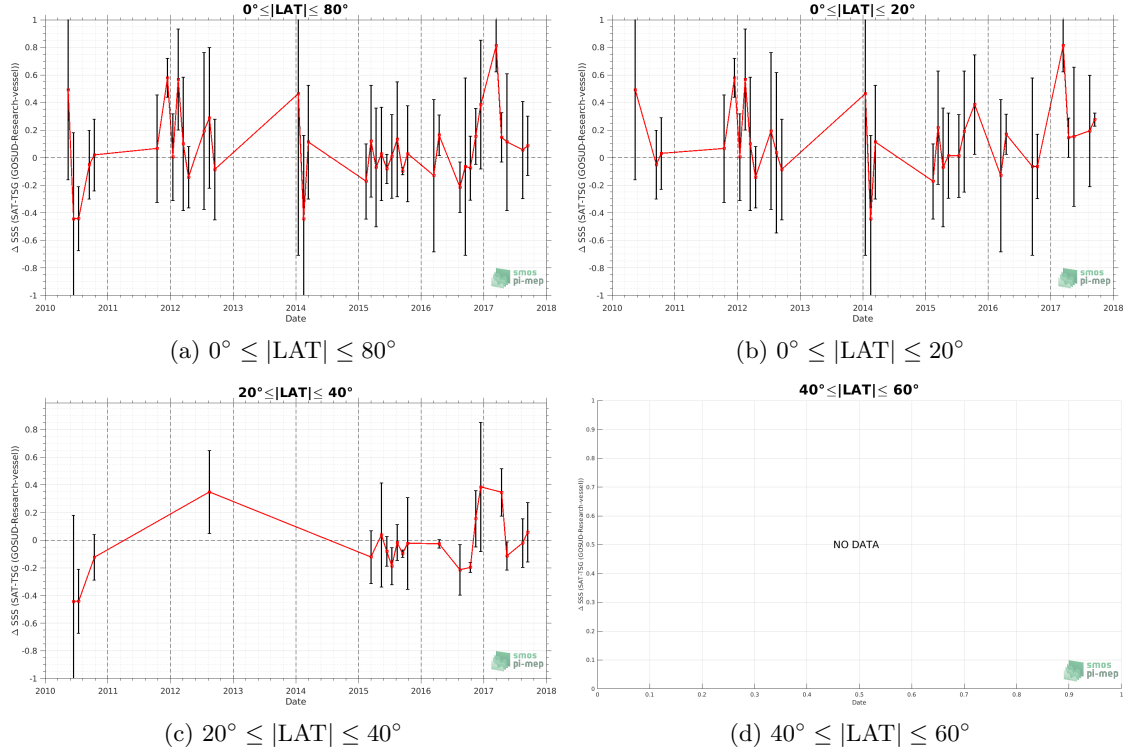 0°≤|LAT|≤ 80°
Δ SSS (SAT-TSG (GOSUD-Research-vessel))
1
0.8
0.6
0.4
0.2
0
-0.2
-0.4
-0.6
-0.8
-1
2010 2011 2012 2013 2014 2015 2016 2017 2018
Date
smos
pi-mep
(a) 0° ≤ |LAT| ≤ 80°
0°≤|LAT|≤ 20°
Δ SSS (SAT-TSG (GOSUD-Research-vessel))
1
0.8
0.6
0.4
0.2
0
-0.2
-0.4
-0.6
-0.8
-1
2010 2011 2012 2013 2014 2015 2016 2017 2018
Date
smos
pi-mep
(b) 0° ≤ |LAT| ≤ 20°
20°≤|LAT|≤ 40°
Δ SSS (SAT-TSG (GOSUD-Research-vessel))
0.8
0.6
0.4
0.2
0
-0.2
-0.4
-0.6
-0.8
-1
2010 2011 2012 2013 2014 2015 2016 2017 2018
Date
smos
pi-mep
(c) 20° ≤ |LAT| ≤ 40°
40°≤|LAT|≤ 60°
Δ SSS (SAT-TSG (GOSUD-Research-vessel))
1
0.9
0.8
0.7
0.6
0.5
0.4
0.3
0.2
0.1
0
NO DATA
0 0.1 0.2 0.3 0.4 0.5 0.6 0.7 0.8 0.9 1
Date
smos
pi-mep
(d) 40° ≤ |LAT| ≤ 60°